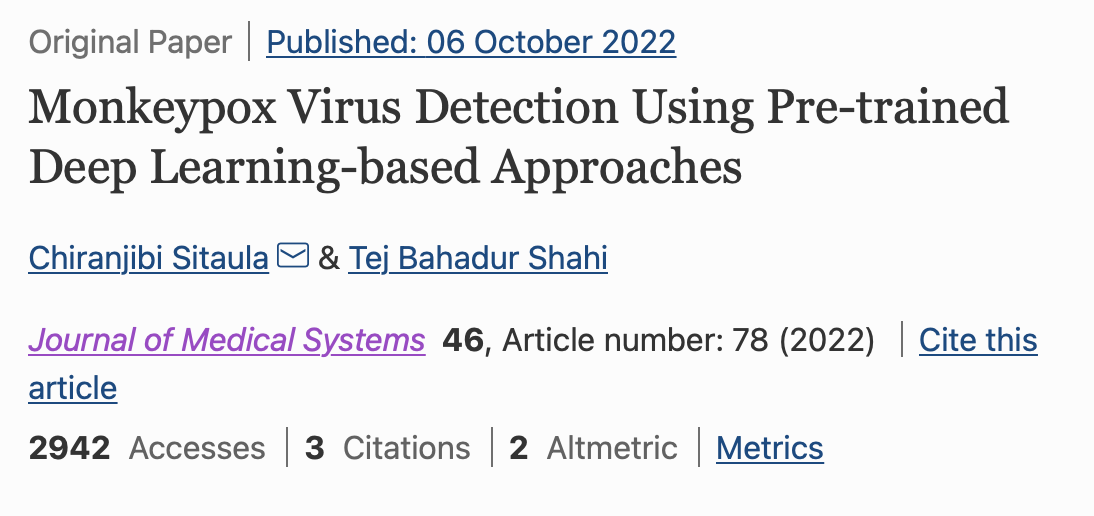 Original Paper | Published: 06 October 2022
Monkeypox Virus Detection Using Pre-trained
Deep Learning-based Approaches
Chiranjibi Sitaula & Tej Bahadur Shahi
Journal of Medical Systems 46, Article number: 78 (2022) | Cite this
article
2942 Accesses | 3 Citations | 2 Altmetric | Metrics